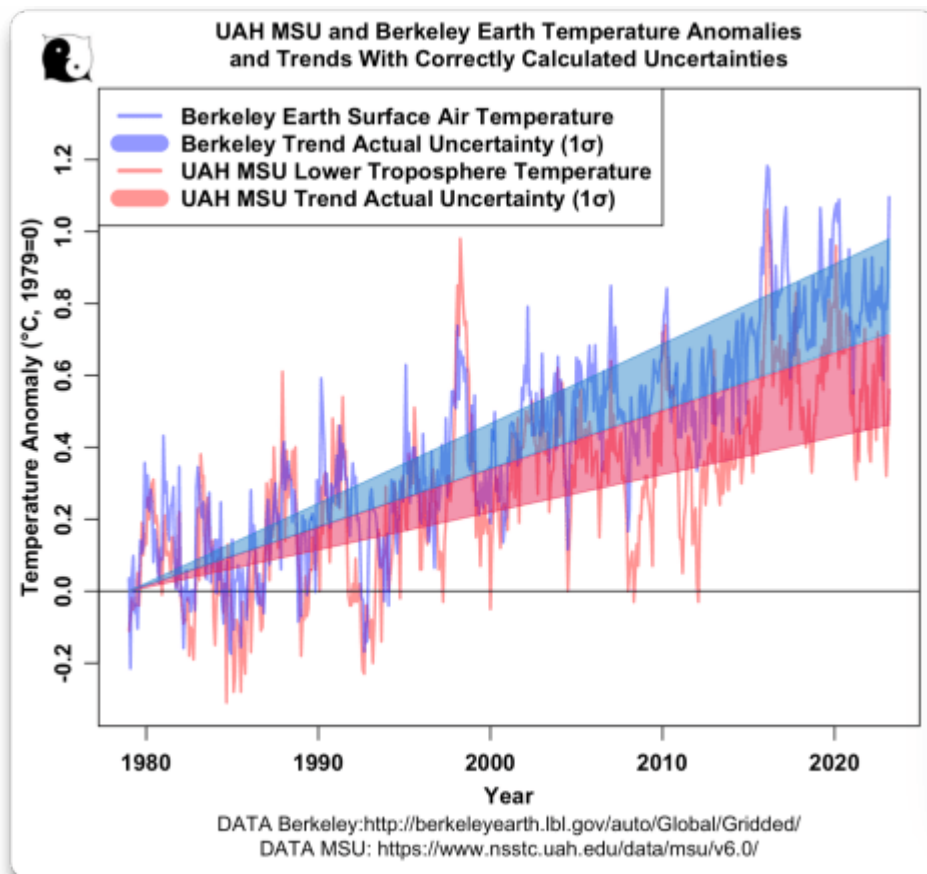 UAH MSU and Berkeley Earth Temperature Anomalies
and Trends With Correctly Calculated Uncertainties
Berkeley Earth Surface Air Temperature
Berkeley Trend Actual Uncertainty (1σ)
UAH MSU Lower Troposphere Temperature
UAH MSU Trend Actual Uncertainty (1σ)
Temperature Anomaly (°C, 1979=0)
1.2
1.0
0.8
0.6
0.4
0.2
0.0
-0.2
1980 1990 2000 2010 2020
Year
DATA Berkeley:http://berkeleyearth.lbl.gov/auto/Global/Gridded/
DATA MSU: https://www.nsstc.uah.edu/data/msu/v6.0/